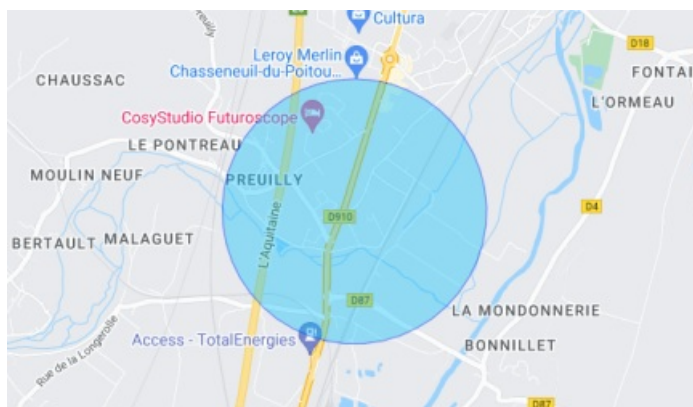 Cultura
D18
Leroy Merlin
Chasseneuil-du-Poitou...
FONTAI
CHAUSSAC
L'ORMEAU
CosyStudio Futuroscope
LE PONTREAU
MOULIN NEUF
PREUILLY
D4
D910
BERTAULT
MALAGUET
L'Aquitaine
D87
LA MONDONNERIE
Access - TotalEnergies
BONNILLET
Rue de la Longerolle
D87